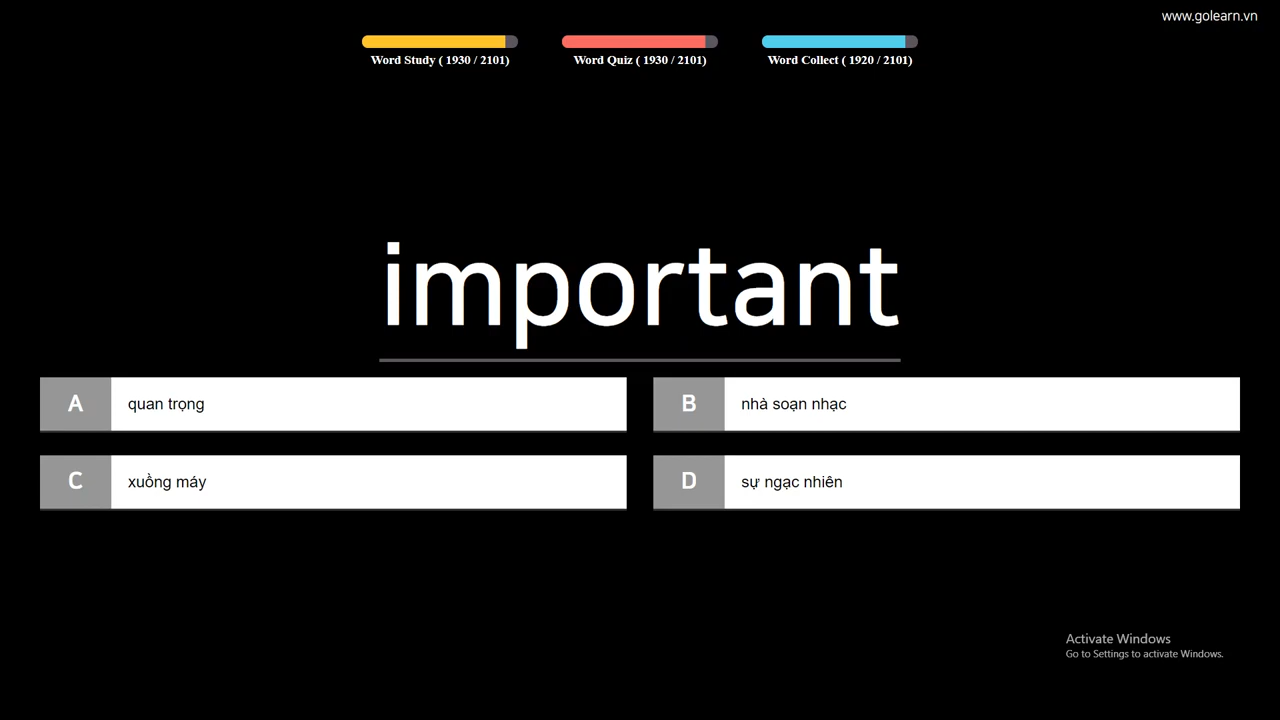 www.golearn.vn
Word Study ( 1930 / 2101)
Word Quiz ( 1930 / 2101)
Word Collect ( 1920 / 2101)
important
A quan trọng
B nhà soạn nhạc
C xuồng máy
D sự ngạc nhiên
Activate Windows
Go to Settings to activate Windows.